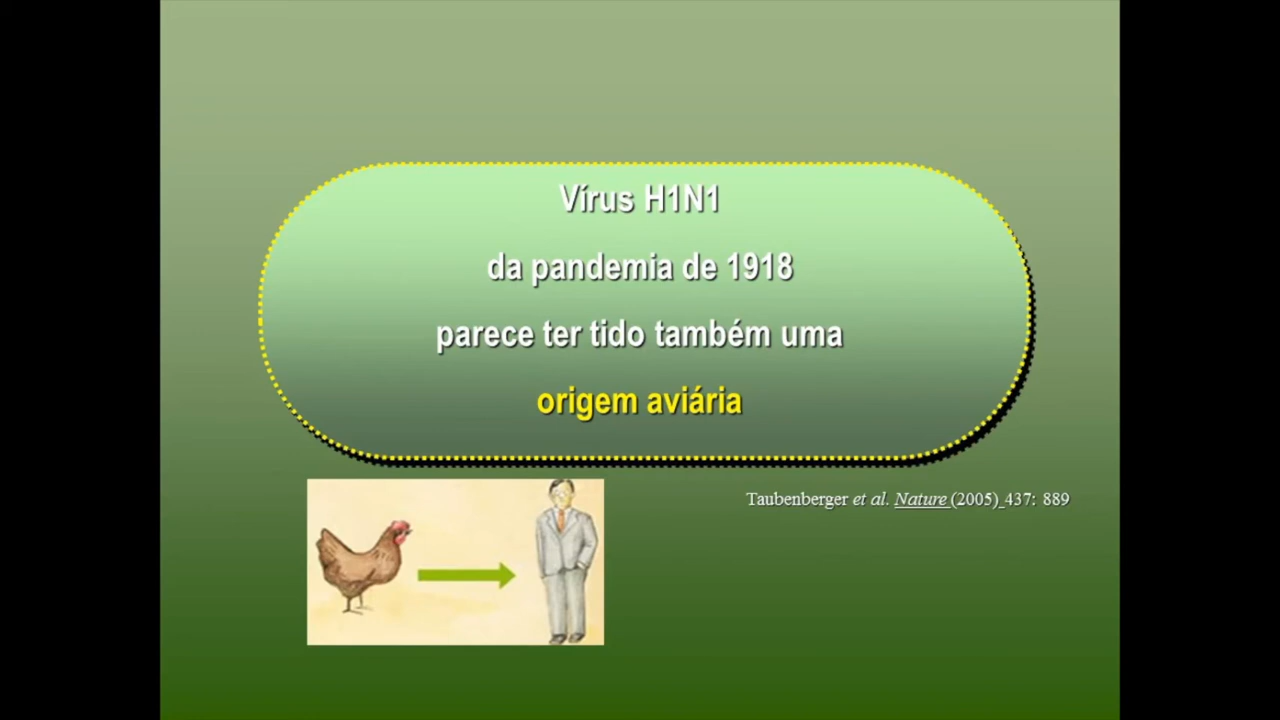 Vírus H1N1
da pandemia de 1918
parece ter tido também uma
origem aviária
Taubenberger et al. Nature (2005) 437: 889